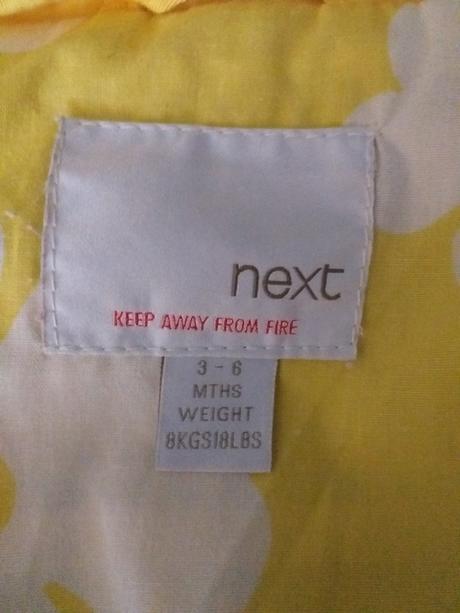 next
KEEP AWAY FROM FIRE
3 - 6
MTHS
WEIGHT
8KGS18LBS